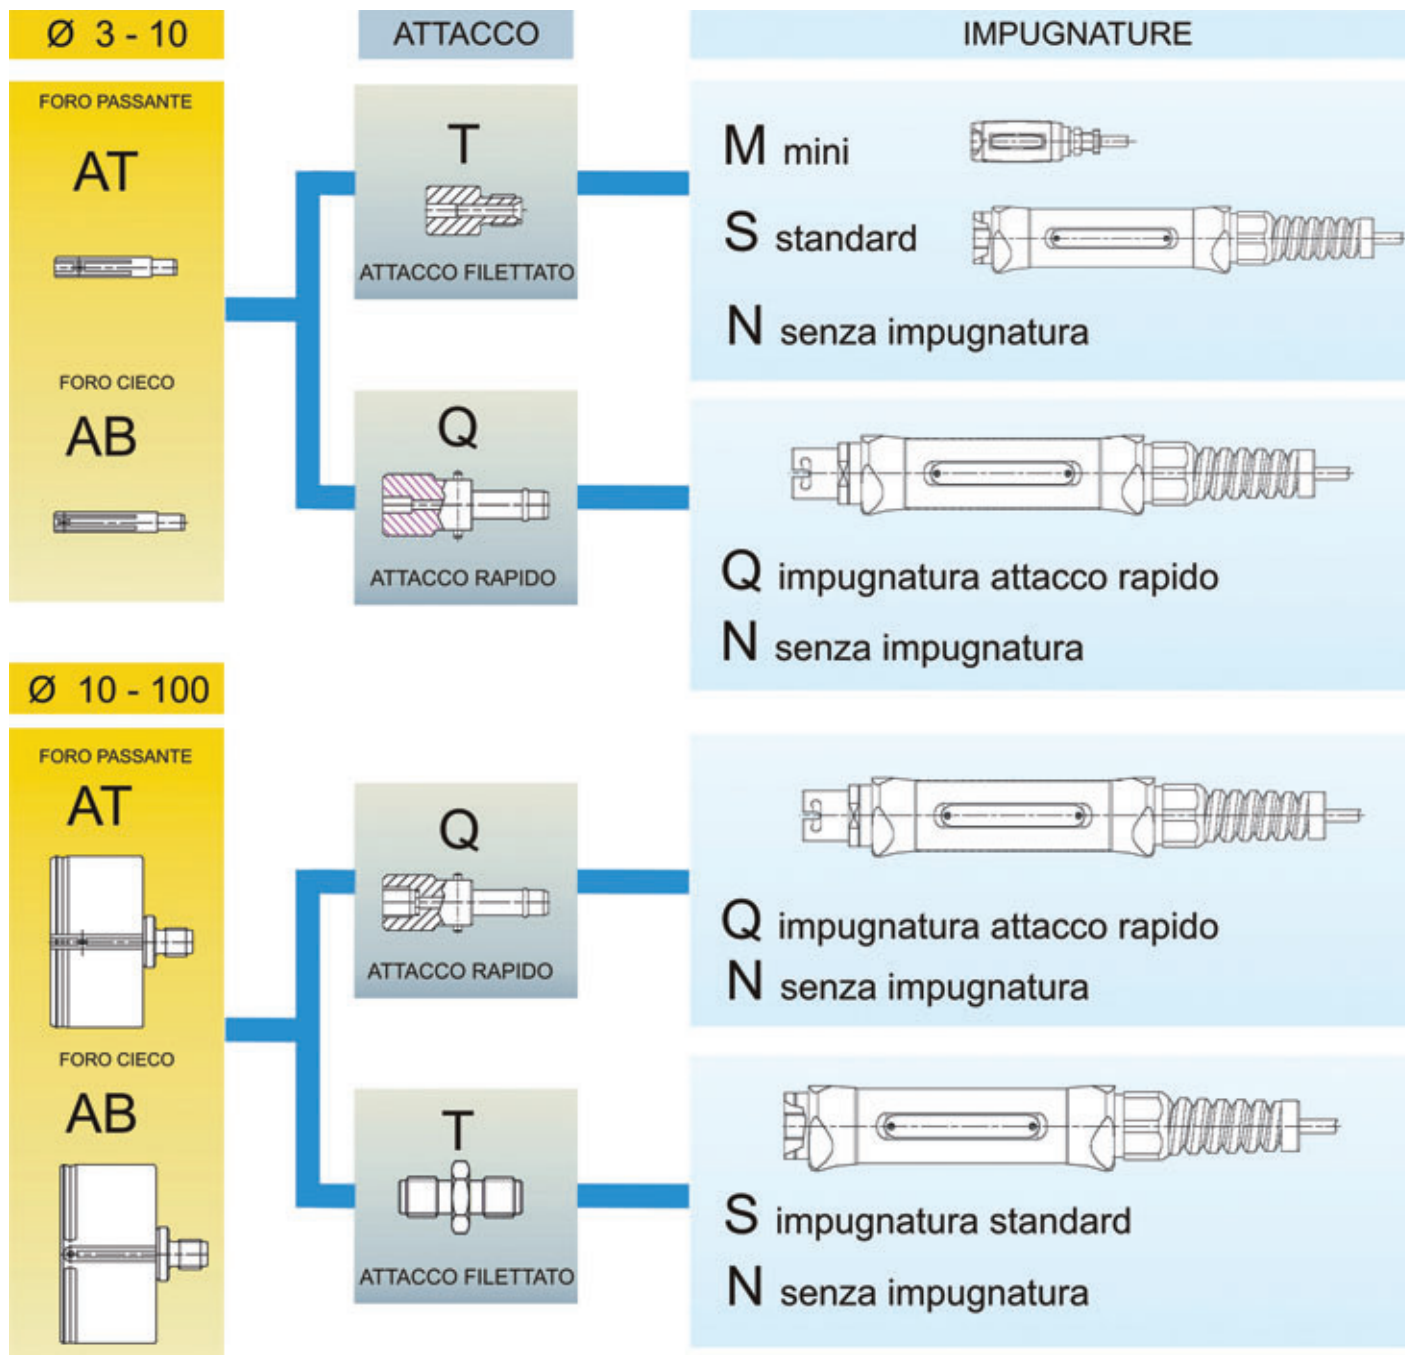 Ø 3 - 10
ATTACCO
IMPUGNATURE
FORO PASSANTE
AT
FORO CIECO
AB
T
ATTACCO FILETTATO
M mini
S standard
N senza impugnatura
Q
ATTACCO RAPIDO
Q impugnatura attacco rapido
N senza impugnatura
Ø 10 - 100
FORO PASSANTE
AT
FORO CIECO
AB
Q
ATTACCO RAPIDO
Q impugnatura attacco rapido
N senza impugnatura
T
ATTACCO FILETTATO
S impugnatura standard
N senza impugnatura